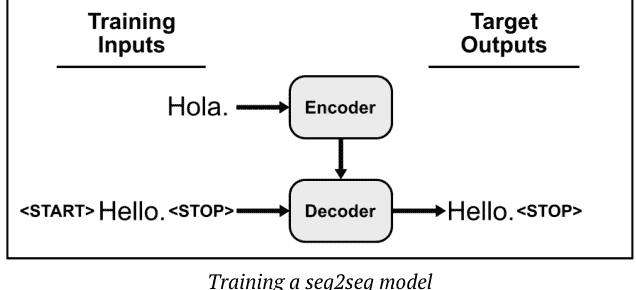 Training
Inputs
Target
Outputs
Hola.
Encoder
<START> Hello. <STOP>
Decoder
Hello. <STOP>
Training a seq2seq model